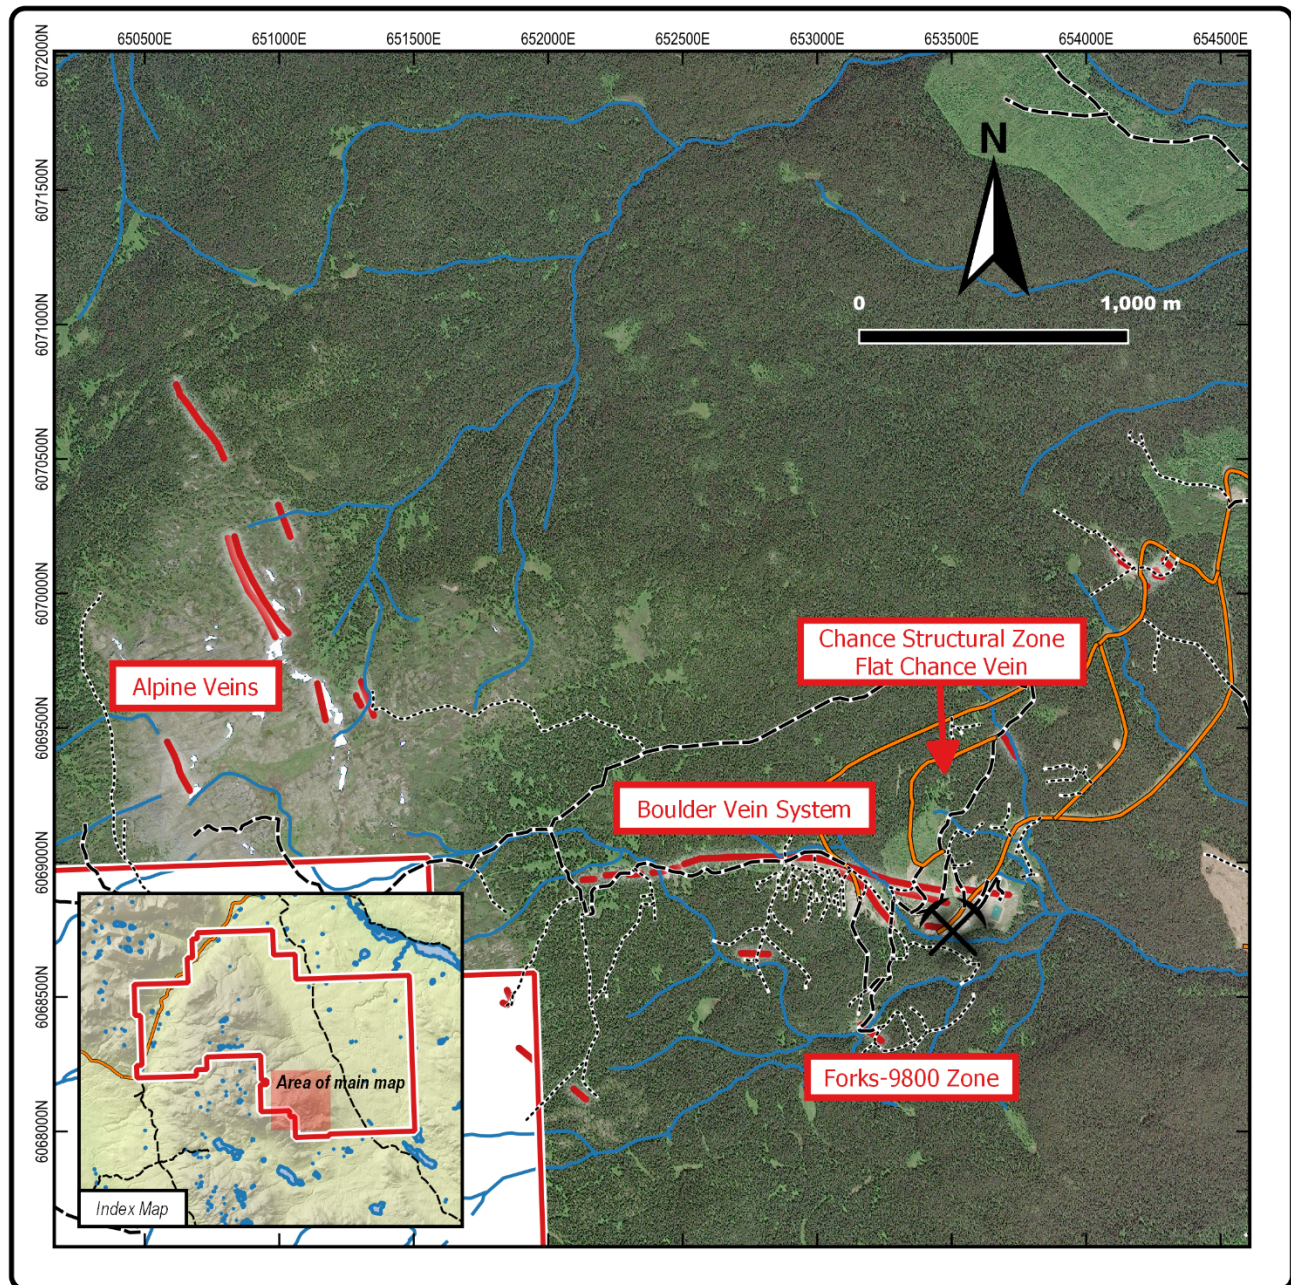 650500E 651000E 651500E 652000E 652500E 653000E 653500E 654000E 654500E
6072000N
6071500N
6071000N
6070500N
6070000N
6069500N
6069000N
6068500N
6068000N
N
0 1,000 m
Chance Structural Zone
Flat Chance Vein
Alpine Veins
Boulder Vein System
Forks-9800 Zone
Area of main map
Index Map